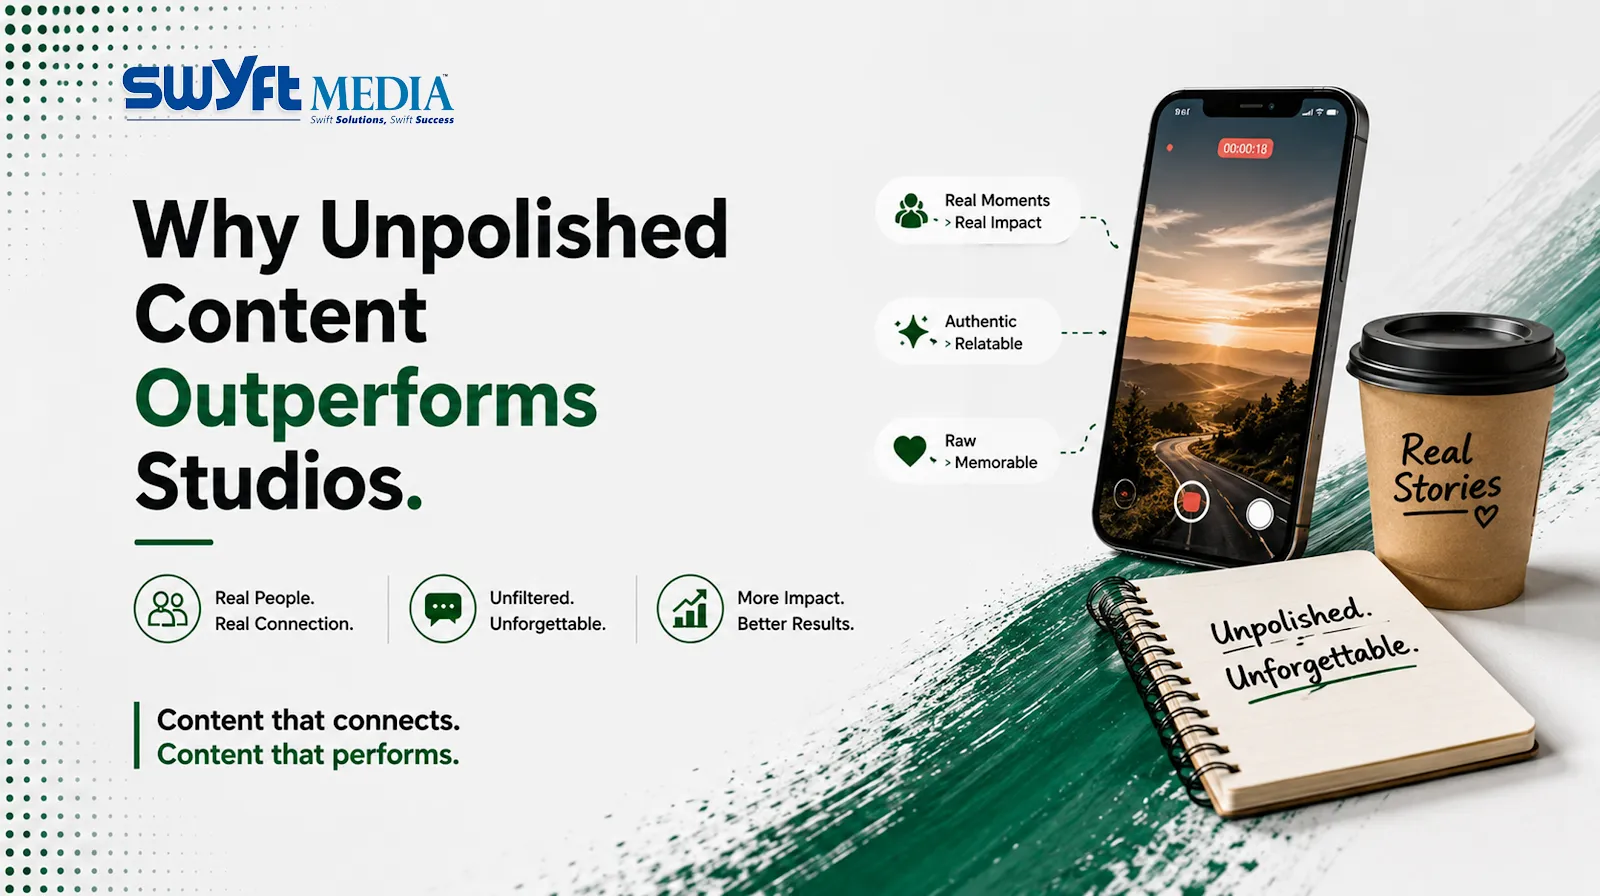 swyft MEDIA™
Swift Solutions, Swift Success
Why Unpolished
Content
Outperforms
Studios.
Real People.
Real Connection.
Unfiltered.
Unforgettable.
More Impact.
Better Results.
Content that connects.
Content that performs.
Real Moments
> Real Impact
Authentic
> Relatable
Raw
> Memorable
00:00:18
Real
Stories
Unpolished.
Unforgettable.